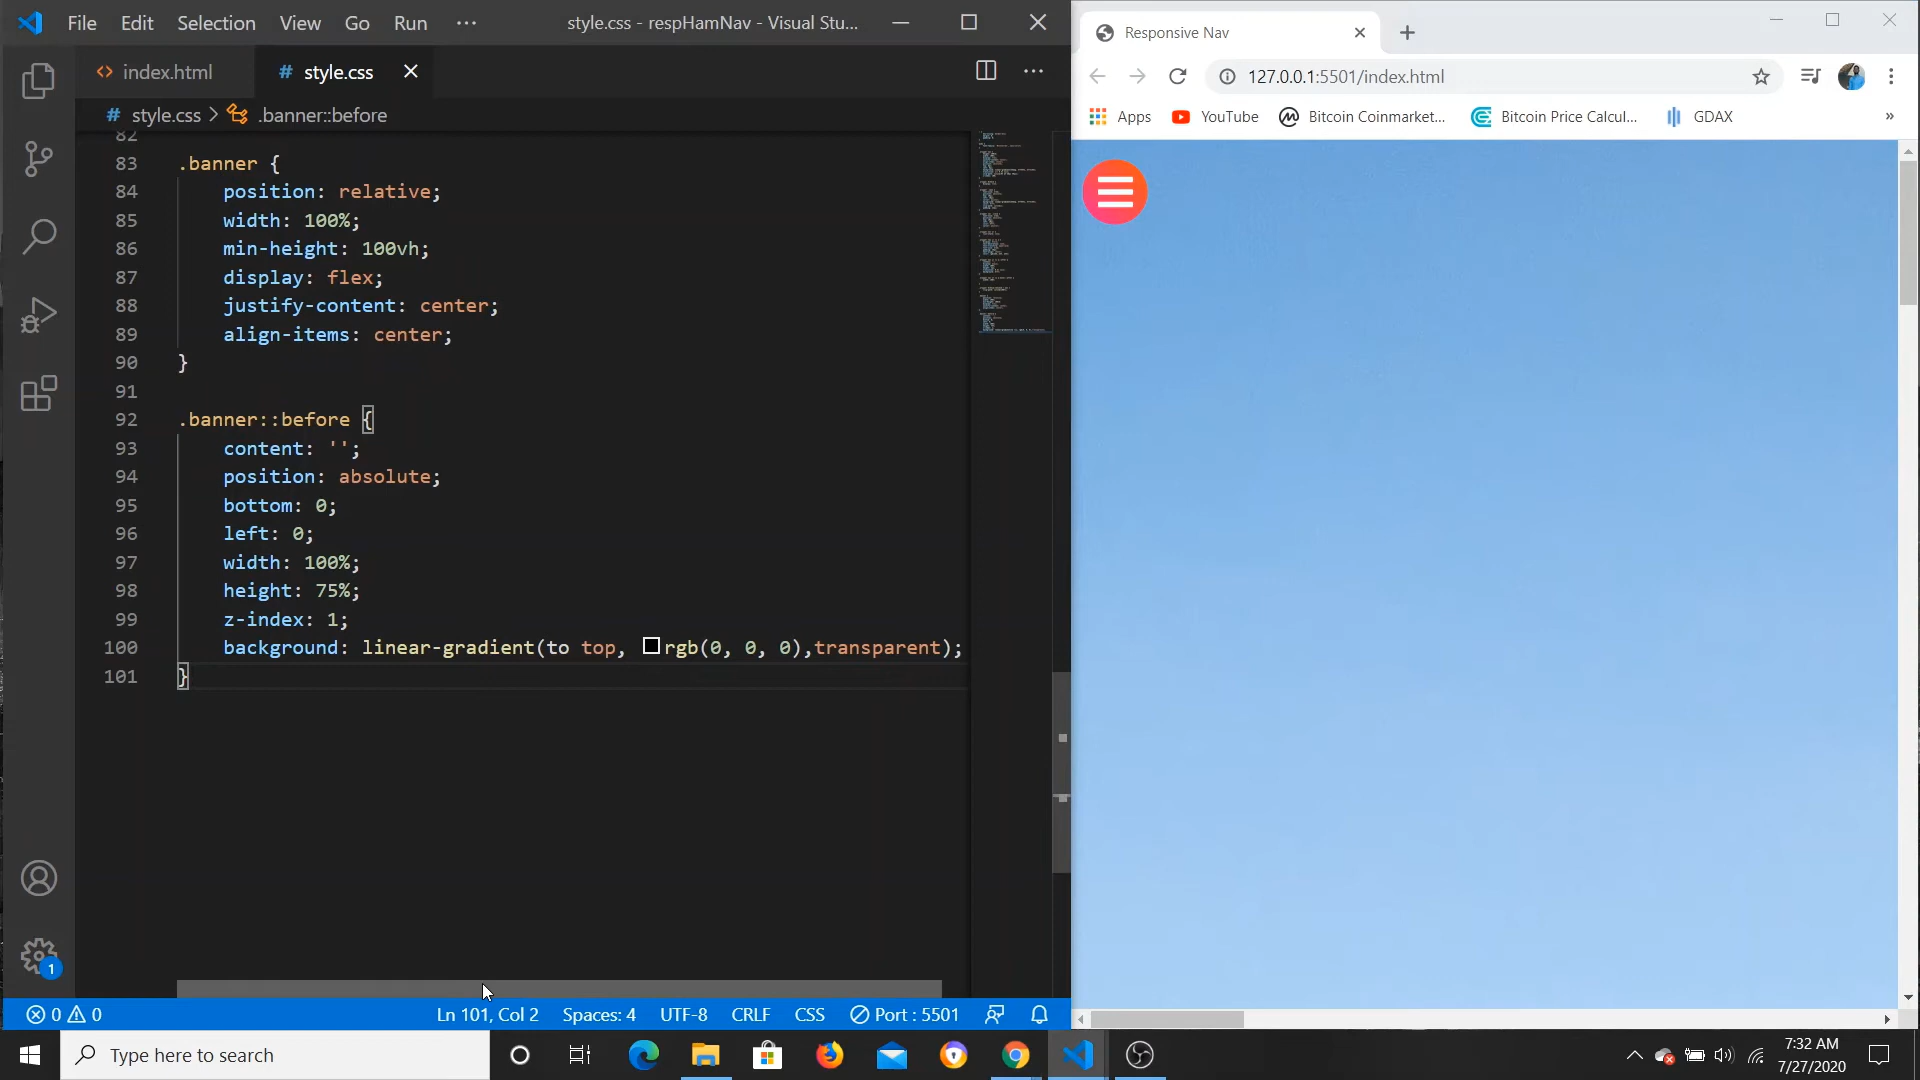 File Edit Selection View Go Run ···
style.css - respHamNav - Visual Stu...
index.html
# style.css
# style.css > .banner::before
82
83 .banner {
84 position: relative;
85 width: 100%;
86 min-height: 100vh;
87 display: flex;
88 justify-content: center;
89 align-items: center;
90 }
91
92 .banner::before {
93 content: '';
94 position: absolute;
95 bottom: 0;
96 left: 0;
97 width: 100%;
98 height: 75%;
99 z-index: 1;
100 background: linear-gradient(to top, rgb(0, 0, 0),transparent);
101 }
1
0 0 Ln 101, Col 2 Spaces: 4 UTF-8 CRLF CSS Port : 5501
Responsive Nav
127.0.0.1:5501/index.html
Apps YouTube Bitcoin Coinmarket... Bitcoin Price Calcul... GDAX »
Type here to search
7:32 AM
7/27/2020